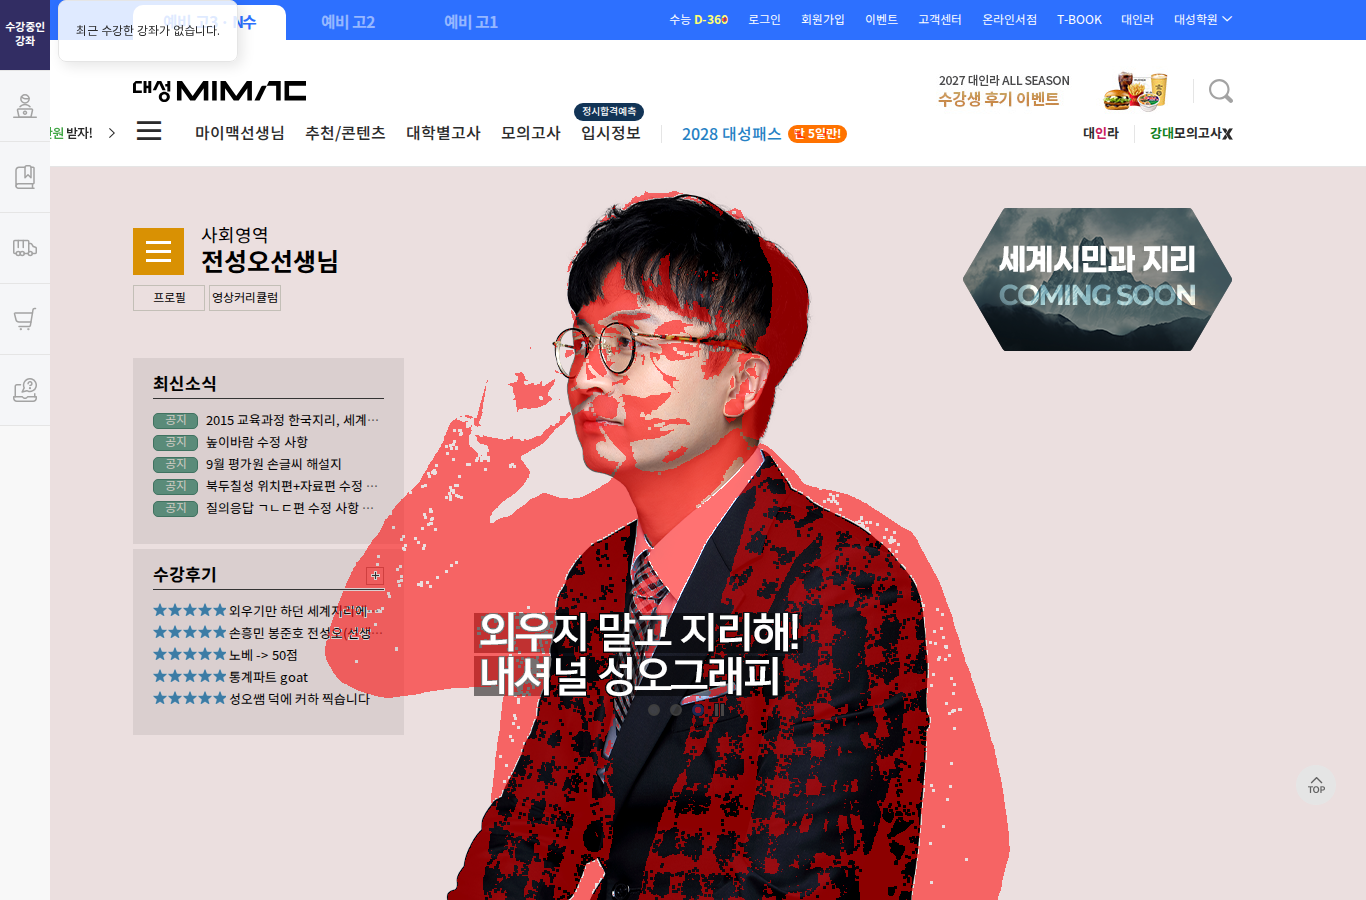 수강중인
강좌
최근 수강한 강좌가 없습니다.
N수
예비 고2
예비 고1
수능 D-360
로그인
회원가입
이벤트
고객센터
온라인서점
T-BOOK
대인라
대성학원
대성MIMAC
2027 대인라 ALL SEASON
수강생 후기 이벤트
받자!
정시합격예측
마이맥선생님
추천/콘텐츠
대학별고사
모의고사
입시정보
2028 대성패스
단 5일만!
대인라
강대모의고사X
사회영역
전성오선생님
프로필
영상커리큘럼
세계시민과 지리
COMING SOON
최신소식
공지 2015 교육과정 한국지리, 세계…
공지 높이바람 수정 사항
공지 9월 평가원 손글씨 해설지
공지 북두칠성 위치편+자료편 수정 …
공지 질의응답 ㄱㄴㄷ편 수정 사항 …
수강후기
★★★★★ 외우기만 하던 세계지리에…
★★★★★ 손흥민 봉준호 전성오(선생…
★★★★★ 노베 -> 50점
★★★★★ 통계파트 goat
★★★★★ 성오쌤 덕에 커하 찍습니다
외우지 말고 지리해!
내셔널 성오그래피
TOP